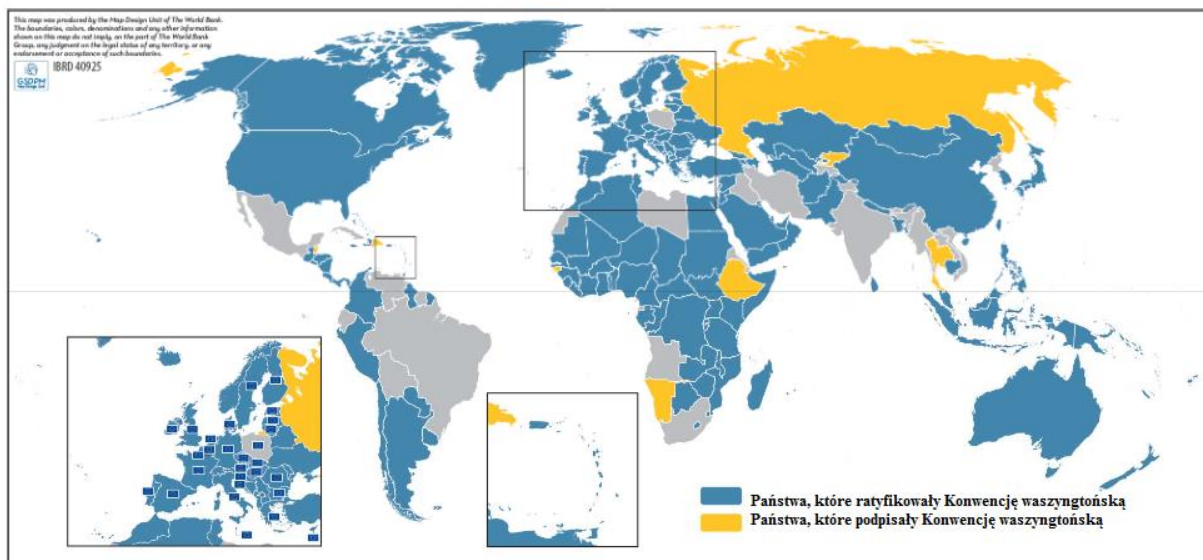 This map was produced by the Map Design Unit of The World Bank.
The boundaries, colors, denominations and any other information
shown on this map do not imply, on the part of The World Bank
Group, any judgment on the legal status of any territory, or any
endorsement or acceptance of such boundaries.
GSDPM
Map Design Unit
IBRD 40925
Państwa, które ratyfikowały Konwencję waszyngtońską
Państwa, które podpisały Konwencję waszyngtońską